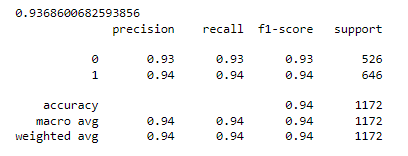 0.9368600682593856
precision recall f1-score support
0 0.93 0.93 0.93 526
1 0.94 0.94 0.94 646
accuracy 0.94 1172
macro avg 0.94 0.94 0.94 1172
weighted avg 0.94 0.94 0.94 1172